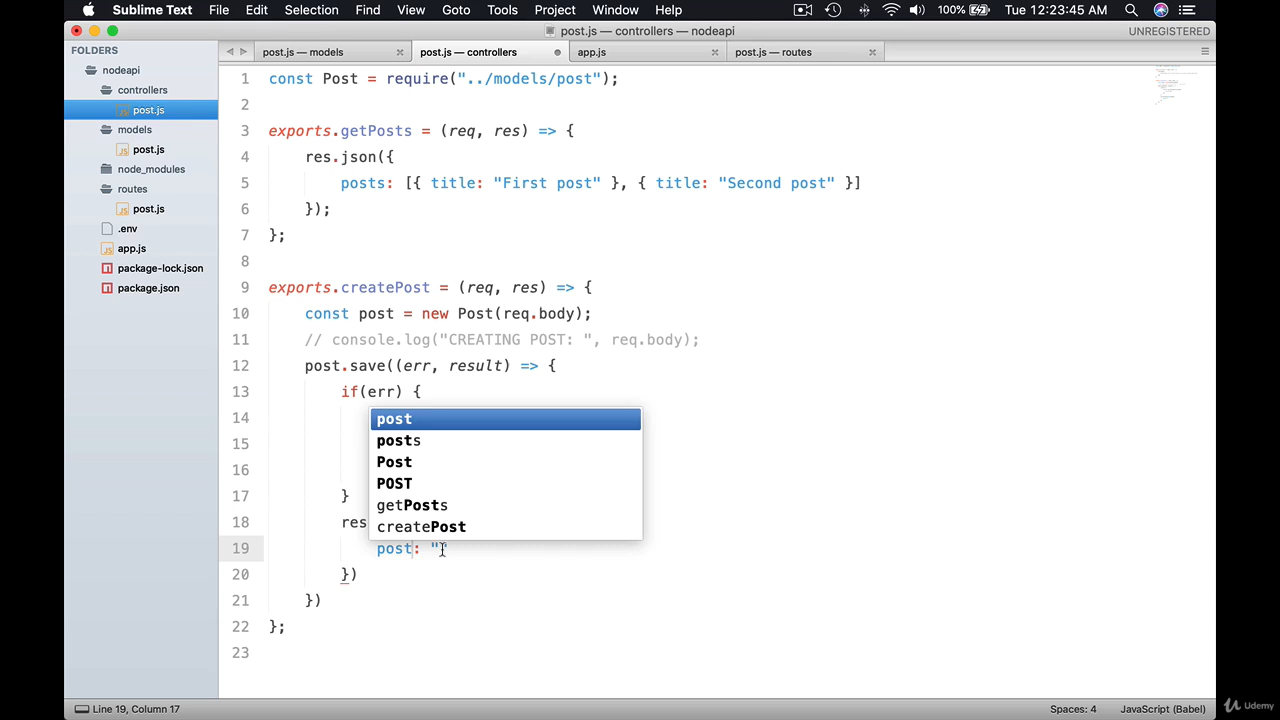 Sublime Text File Edit Selection Find View Goto Tools Project Window Help 100% Tue 12:23:45 AM
post.js — controllers — nodeapi UNREGISTERED
FOLDERS
nodeapi
controllers
post.js
models
post.js
node_modules
routes
post.js
.env
app.js
package-lock.json
package.json
post.js — models post.js — controllers app.js post.js — routes
1 const Post = require("../models/post");
2
3 exports.getPosts = (req, res) => {
4 res.json({
5 posts: [{ title: "First post" }, { title: "Second post" }]
6 });
7 };
8
9 exports.createPost = (req, res) => {
10 const post = new Post(req.body);
11 // console.log("CREATING POST: ", req.body);
12 post.save((err, result) => {
13 if(err) {
14
15
16
17 }
18 res
19 post: ""
20 })
21 })
22 };
23
post
posts
Post
POST
getPosts
createPost
Line 19, Column 17 Spaces: 4 JavaScript (Babel)
Udemy